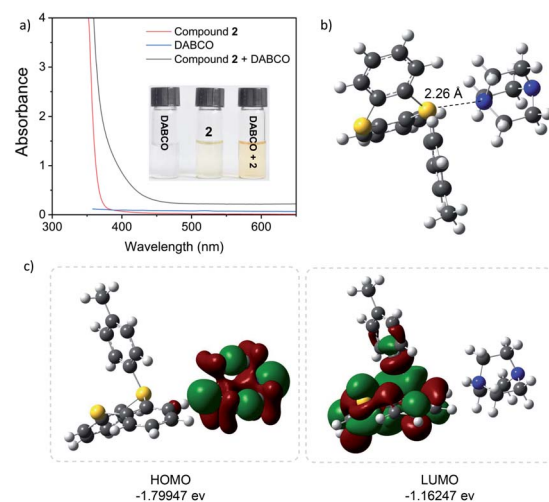 a)
4
3
2
1
0
Absorbance
300
400
500
600
Wavelength (nm)
Compound 2
DABCO
Compound 2 + DABCO
DABCO
2
DABCO + 2
b)
2.26 Å
c)
HOMO
-1.79947 ev
LUMO
-1.16247 ev